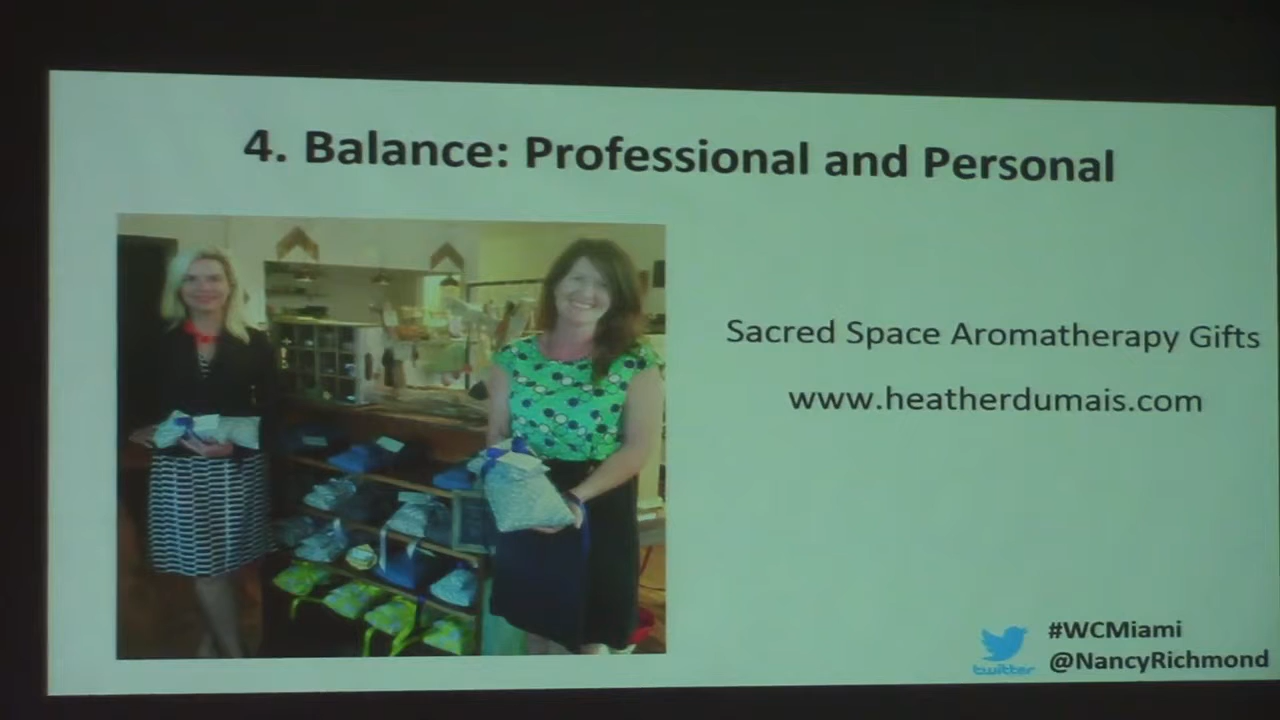 4. Balance: Professional and Personal
Sacred Space Aromatherapy Gifts
www.heatherdumais.com
#WCMiami
twitter
@NancyRichmond